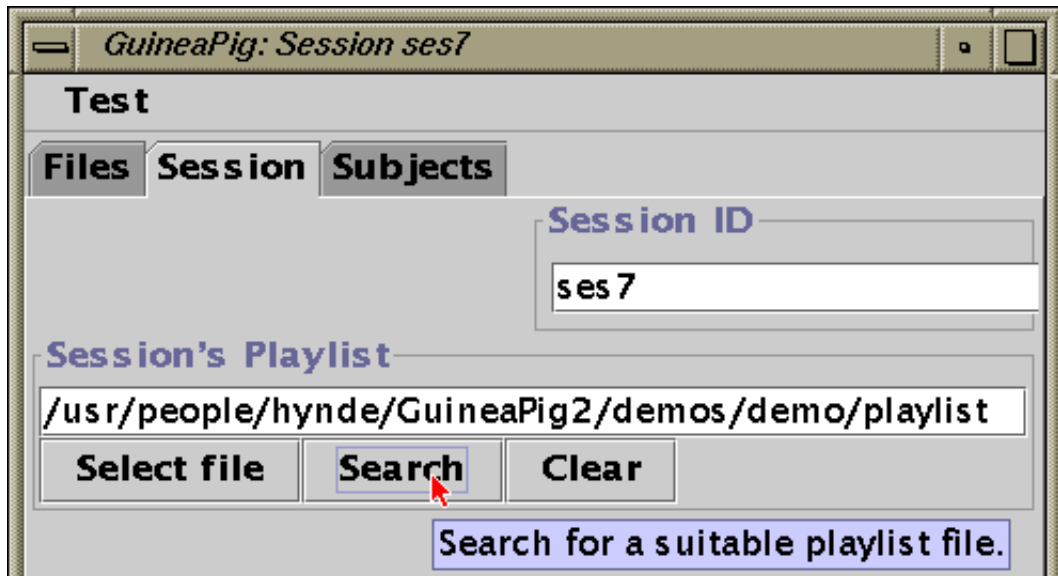 GuineaPig: Session ses7
Test
Files Session Subjects
Session ID
ses7
Session's Playlist
/usr/people/hynde/GuineaPig2/demos/demo/playlist
Select file Search Clear
Search for a suitable playlist file.